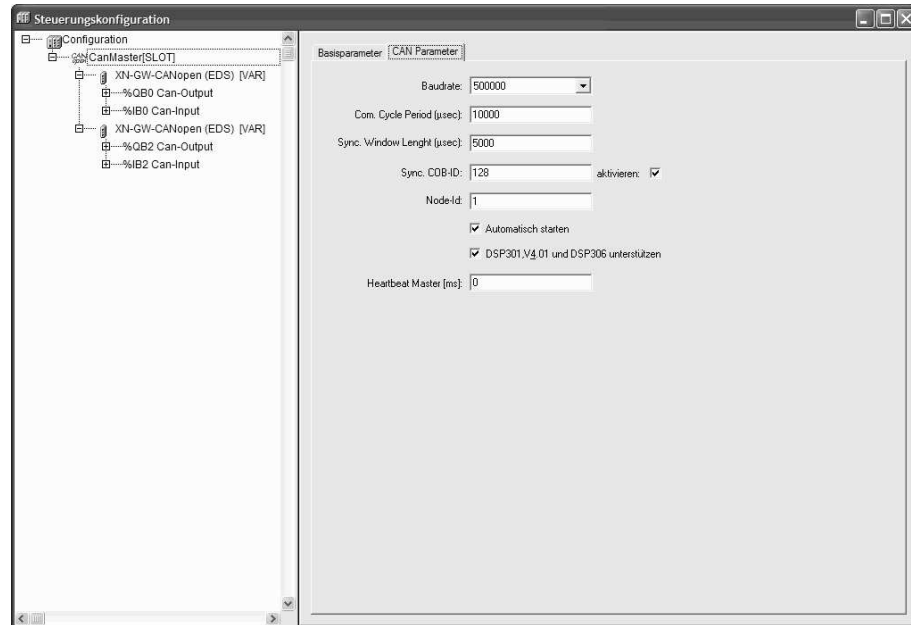 Steuerungskonfiguration
Configuration
CanMaster[SLOT]
XN-GW-CANopen (EDS) [VAR]
%QB0 Can-Output
%IB0 Can-Input
XN-GW-CANopen (EDS) [VAR]
%QB2 Can-Output
%IB2 Can-Input
Basisparameter CAN Parameter
Baudrate: 500000
Com. Cycle Period (µsec): 10000
Sync. Window Lenght (µsec): 5000
Sync. COB-ID: 128 aktivieren:
Node-Id: 1
Automatisch starten
DSP301,V4.01 und DSP306 unterstützen
Heartbeat Master [ms]: 0